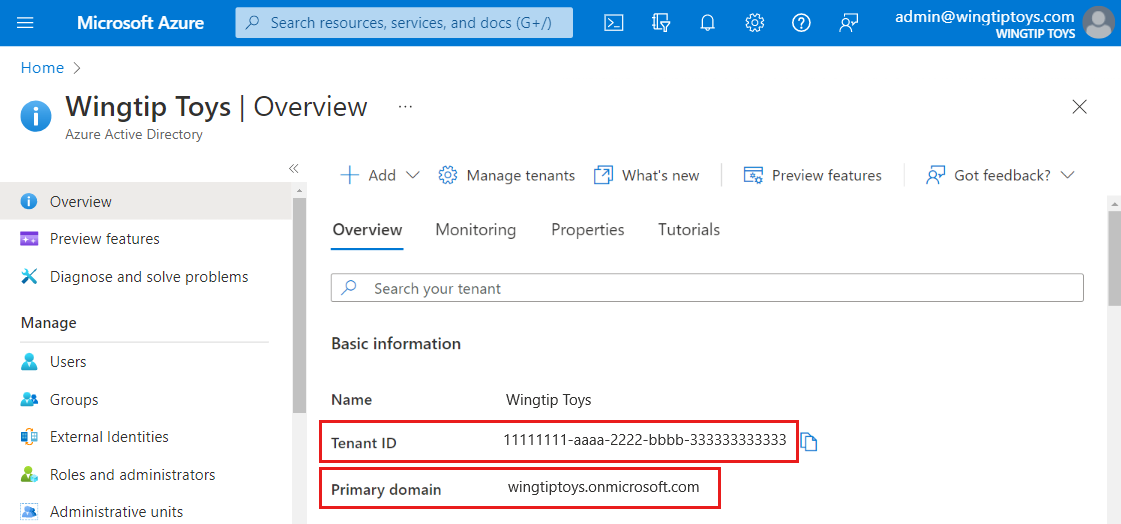 Microsoft Azure
Search resources, services, and docs (G+/)
admin@wingtiptoys.com
WINGTIP TOYS
Home
Wingtip Toys | Overview
Azure Active Directory
Add
Manage tenants
What's new
Preview features
Got feedback?
Overview
Preview features
Diagnose and solve problems
Manage
Users
Groups
External Identities
Roles and administrators
Administrative units
Overview Monitoring Properties Tutorials
Search your tenant
Basic information
Name Wingtip Toys
Tenant ID 11111111-aaaa-2222-bbbb-333333333333
Primary domain wingtiptoys.onmicrosoft.com